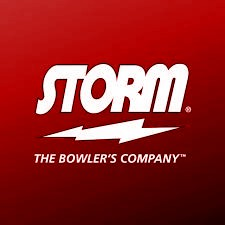 STORM®
THE BOWLER'S COMPANY™